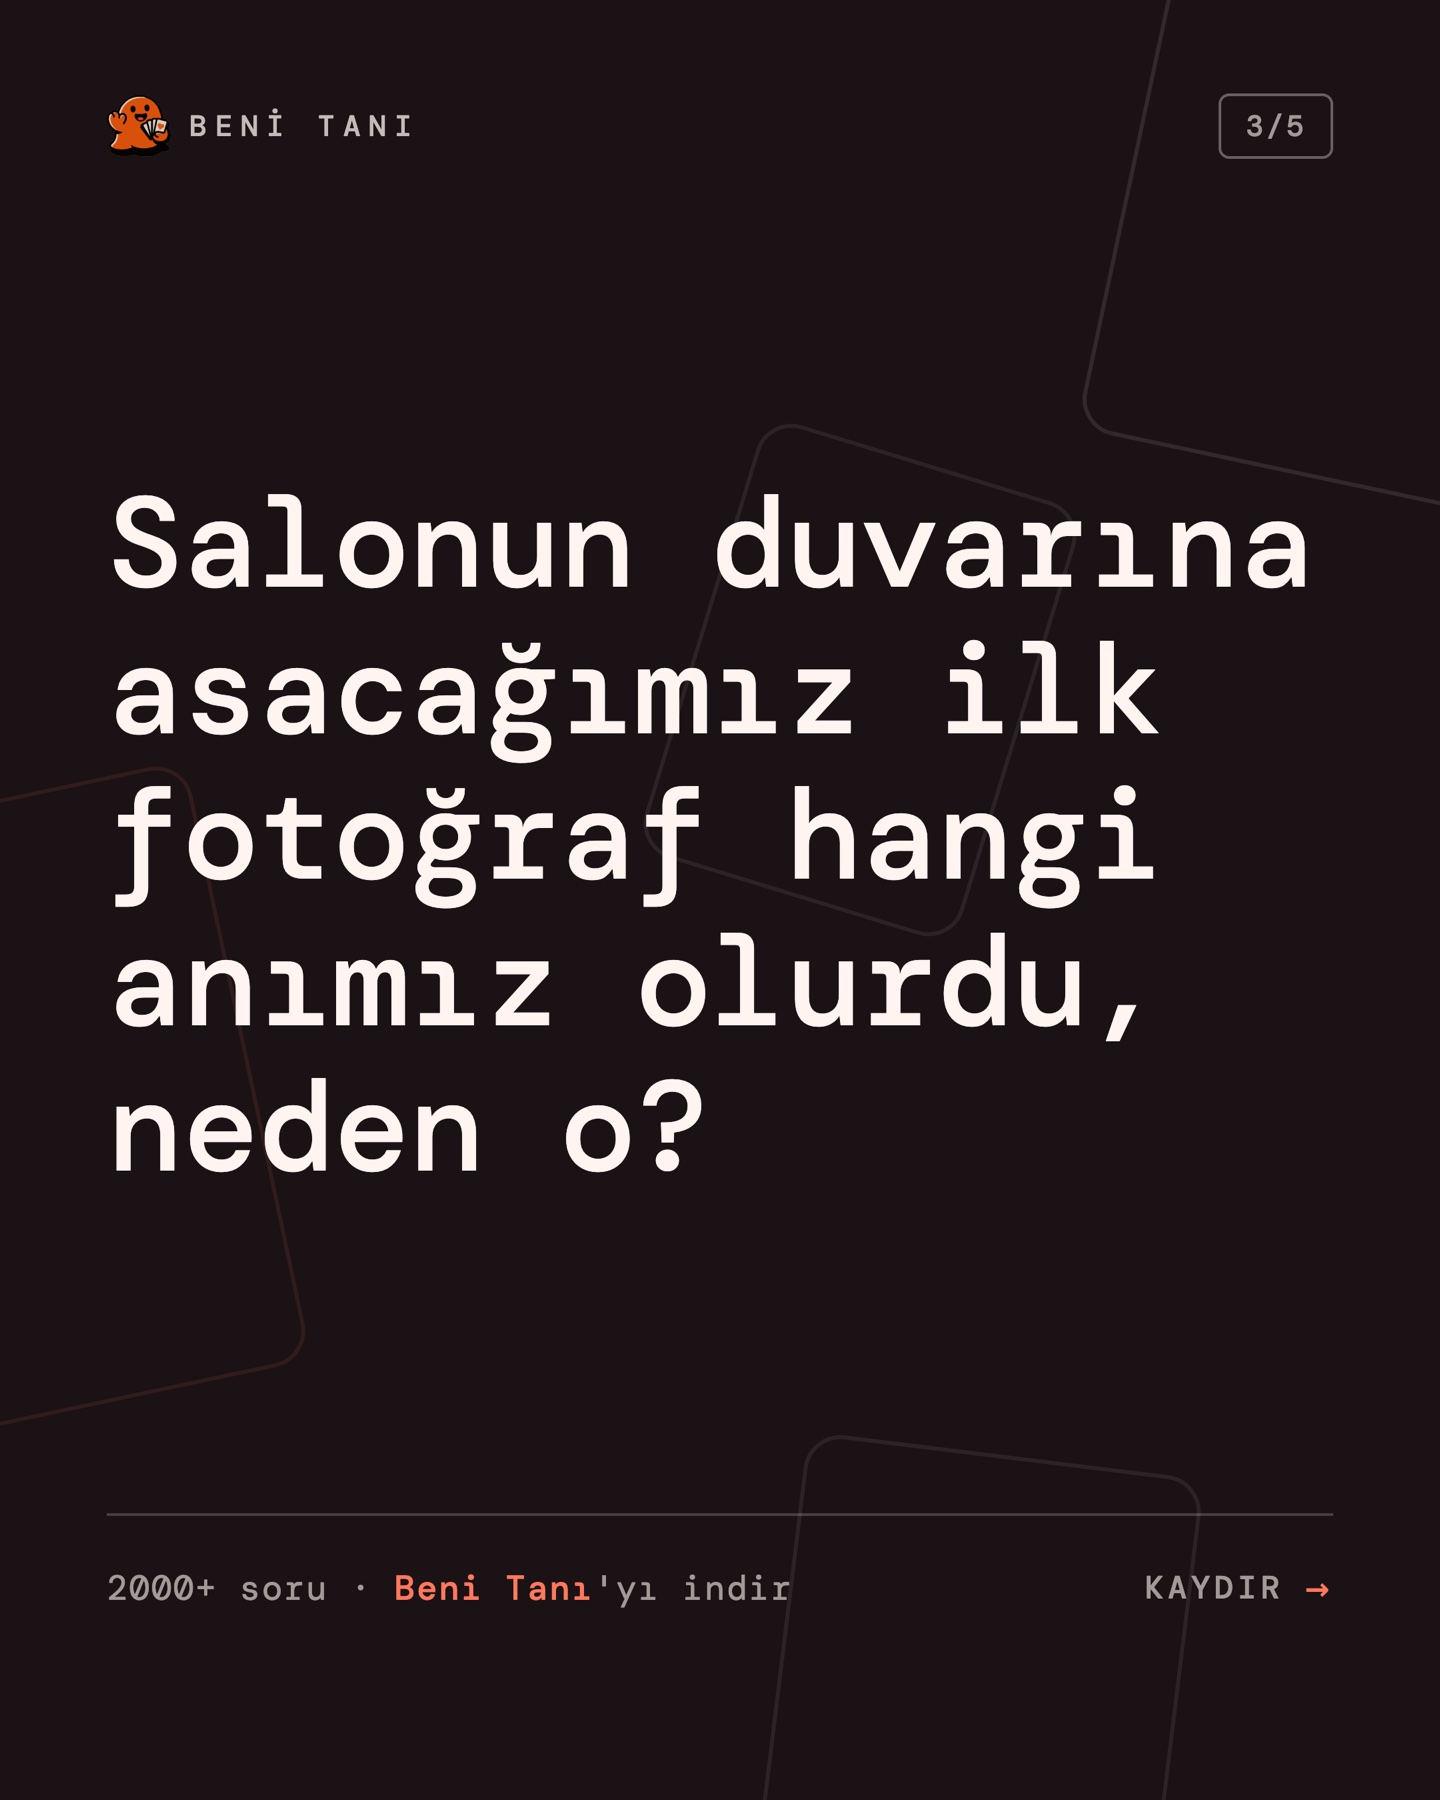 BENİ TANI
3/5
Salonun duvarına
asacağımız ilk
fotoğraf hangi
anımız olurdu,
neden o?
2000+ soru · Beni Tanı'yı indir
KAYDIR →